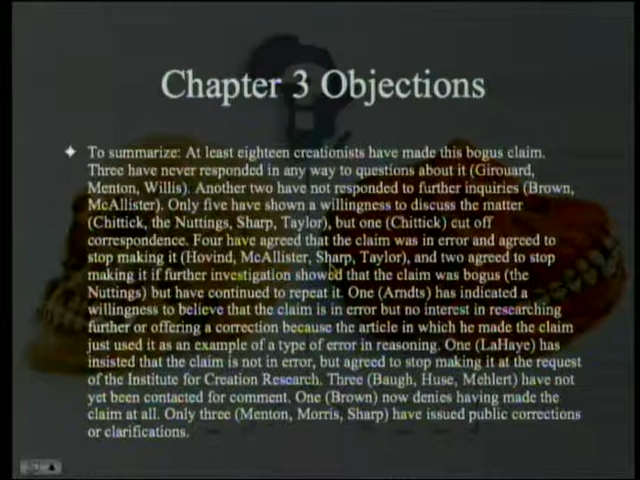 Chapter 3 Objections
To summarize: At least eighteen creationists have made this bogus claim.
Three have never responded in any way to questions about it (Girouard,
Menton, Willis). Another two have not responded to further inquiries (Brown,
McAllister). Only five have shown a willingness to discuss the matter
(Chittick, the Nuttings, Sharp, Taylor), but one (Chittick) cut off
correspondence. Four have agreed that the claim was in error and agreed to
stop making it (Hovind, McAllister, Sharp, Taylor), and two agreed to stop
making it if further investigation showed that the claim was bogus (the
Nuttings) but have continued to repeat it. One (Arndts) has indicated a
willingness to believe that the claim is in error but no interest in researching
further or offering a correction because the article in which he made the claim
just used it as an example of a type of error in reasoning. One (LaHaye) has
insisted that the claim is not in error, but agreed to stop making it at the request
of the Institute for Creation Research. Three (Baugh, Huse, Mehlert) have not
yet been contacted for comment. One (Brown) now denies having made the
claim at all. Only three (Menton, Morris, Sharp) have issued public corrections
or clarifications.